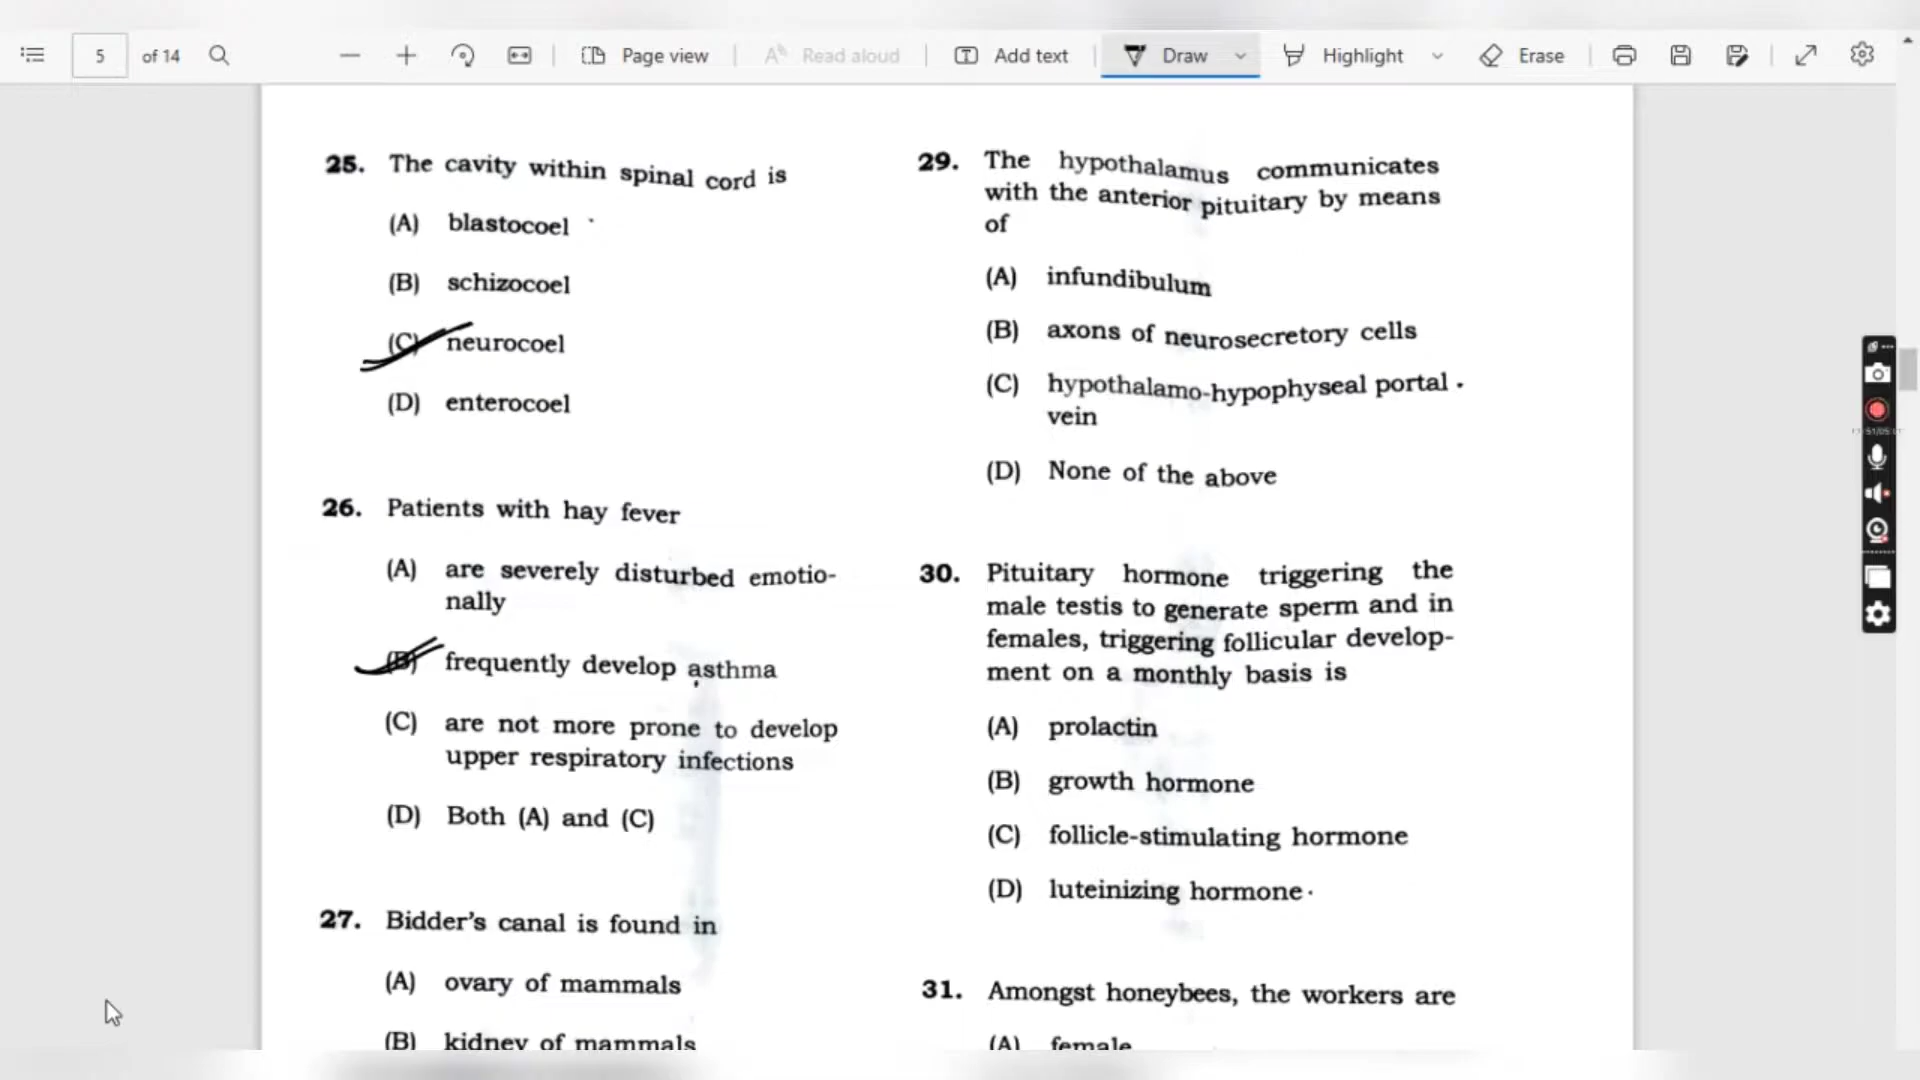 5 of 14 Page view Read aloud Add text Draw Highlight Erase
25. The cavity within spinal cord is
(A) blastocoel
(B) schizocoel
(C) neurocoel
(D) enterocoel
26. Patients with hay fever
(A) are severely disturbed emotio-
nally
(B) frequently develop asthma
(C) are not more prone to develop
upper respiratory infections
(D) Both (A) and (C)
27. Bidder's canal is found in
(A) ovary of mammals
(B) kidney of mammals
29. The hypothalamus communicates
with the anterior pituitary by means
of
(A) infundibulum
(B) axons of neurosecretory cells
(C) hypothalamo-hypophyseal portal
vein
(D) None of the above
30. Pituitary hormone triggering the
male testis to generate sperm and in
females, triggering follicular develop-
ment on a monthly basis is
(A) prolactin
(B) growth hormone
(C) follicle-stimulating hormone
(D) luteinizing hormone
31. Amongst honeybees, the workers are
(A) female